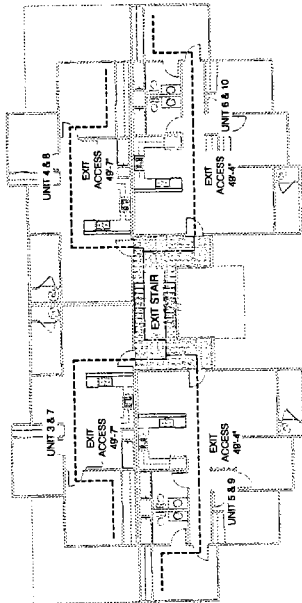 UNIT 4 & 8
EXIT
ACCESS
49'-7"
UNIT 6 & 10
EXIT
ACCESS
49'-4"
EXIT STAIR
UNIT 3 & 7
EXIT
ACCESS
49'-7"
EXIT
ACCESS
49'-4"
UNIT 5 & 9